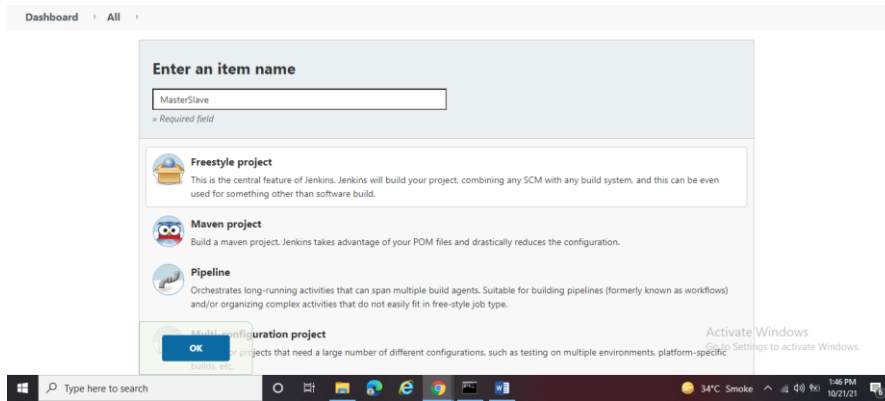 Dashboard All
Enter an item name
MasterSlave
» Required field
Freestyle project
This is the central feature of Jenkins. Jenkins will build your project, combining any SCM with any build system, and this can be even
used for something other than software build.
Maven project
Build a maven project. Jenkins takes advantage of your POM files and drastically reduces the configuration.
Pipeline
Orchestrates long-running activities that can span multiple build agents. Suitable for building pipelines (formerly known as workflows)
and/or organizing complex activities that do not easily fit in free-style job type.
Multi-configuration project
OK
projects that need a large number of different configurations, such as testing on multiple environments, platform-specific
builds, etc.
Activate Windows
Go to Settings to activate Windows.
Type here to search
34°C Smoke
1:46 PM
10/21/21